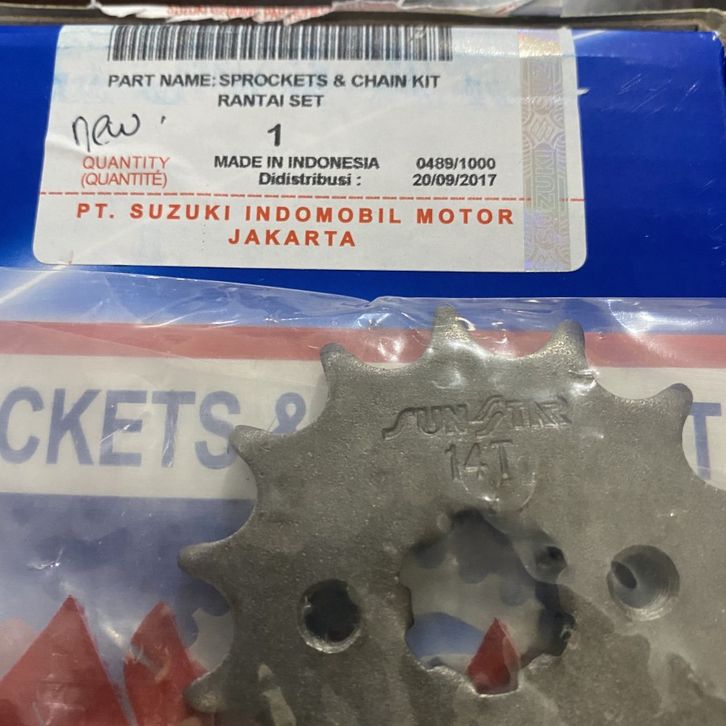 PART NAME: SPROCKETS & CHAIN KIT
RANTAI SET
new.
1
QUANTITY
(QUANTITÉ)
MADE IN INDONESIA
0489/1000
Didistribusi :
20/09/2017
PT. SUZUKI INDOMOBIL MOTOR
JAKARTA
ZUKI
CKETS & T
SUNSTAR
14T